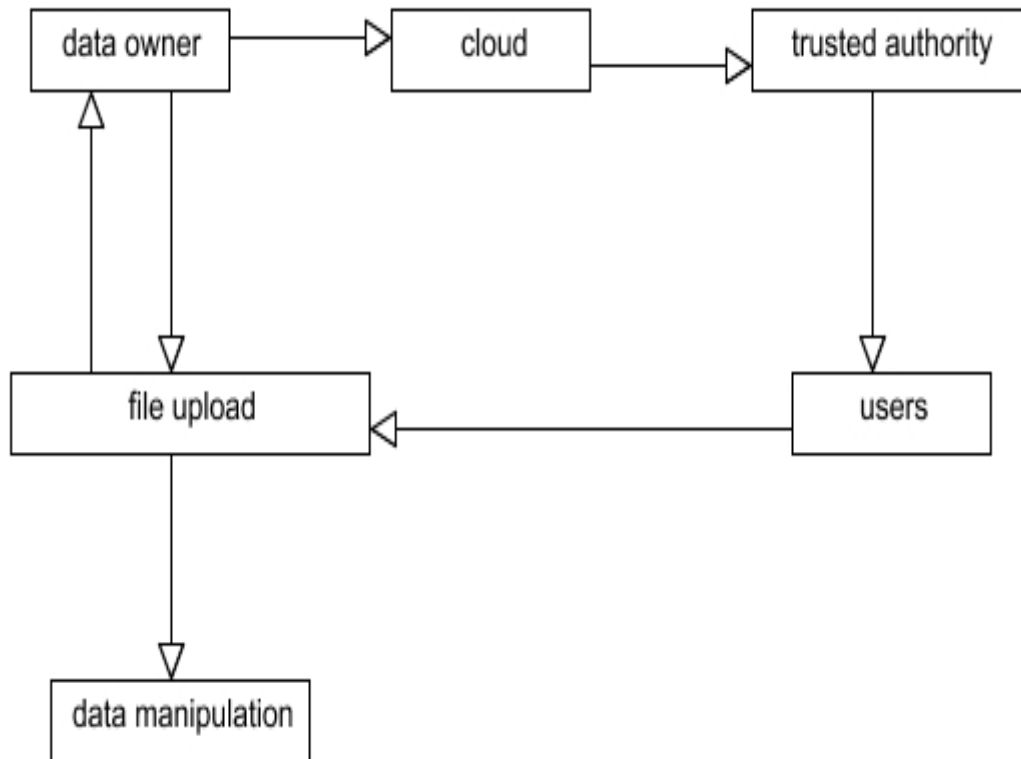 data owner
cloud
trusted authority
file upload
users
data manipulation